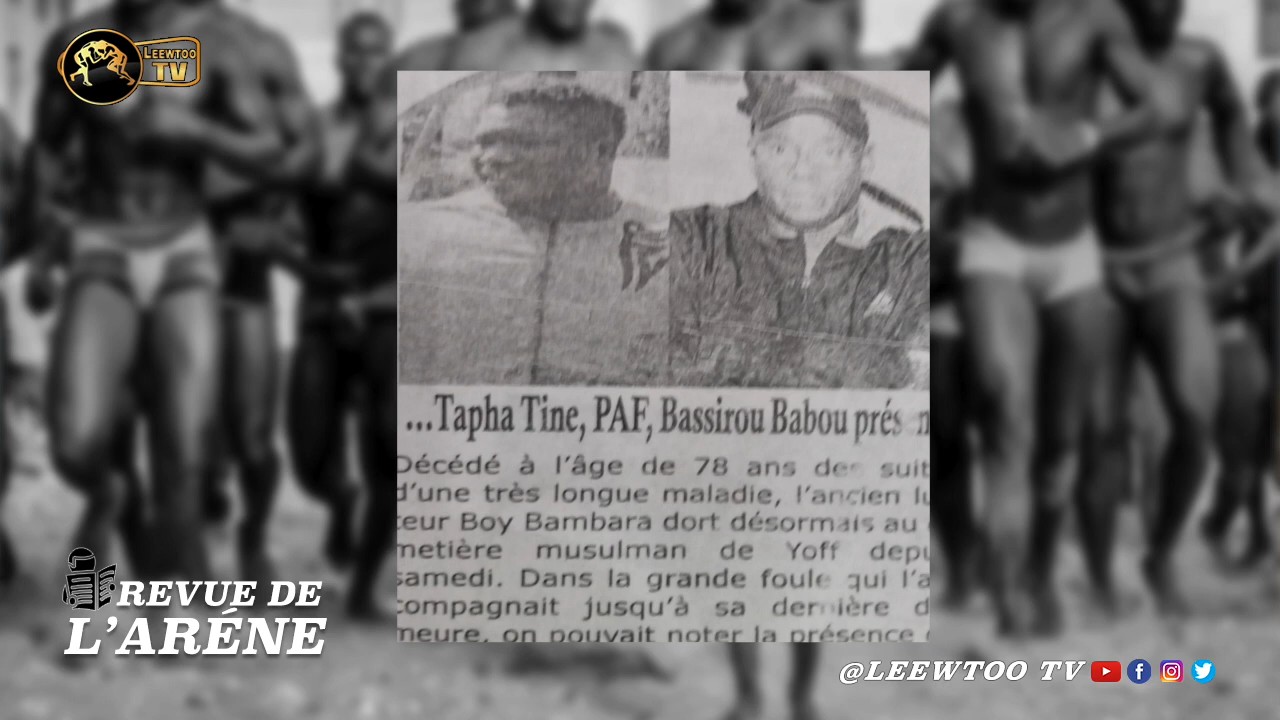 LEEWTOO
TV
...Tapha Tine, PAF, Bassirou Babou prés n
Décédé à l'âge de 78 ans des suit
d'une très longue maladie, l'ancien lu
teur Boy Bambara dort désormais au
metière musulman de Yoff depu
samedi. Dans la grande foule qui l'a
compagnait jusqu'à sa dernière d
meure, on pouvait noter la présence
REVUE DE
L'ARÉNE
@LEEWTOO TV